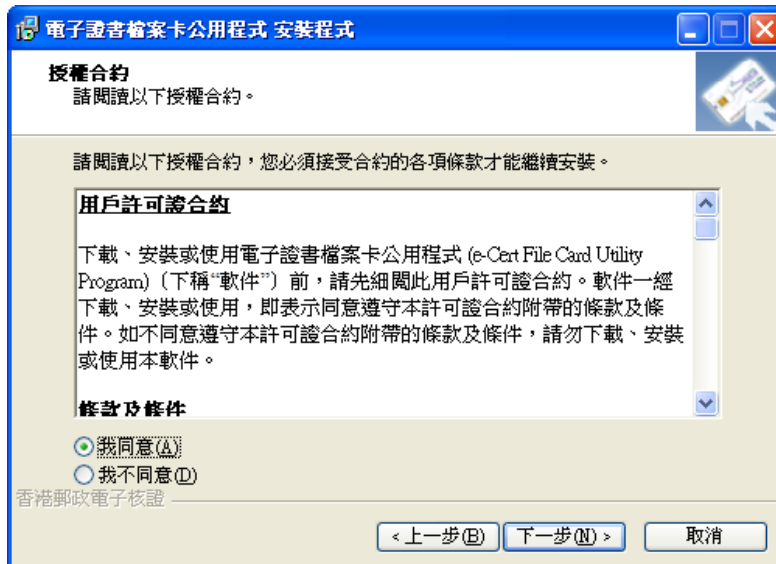 電子證書檔案卡公用程式 安裝程式
授權合約
請閱讀以下授權合約。
請閱讀以下授權合約，您必須接受合約的各項條款才能繼續安裝。
用戶許可證合約
下載、安裝或使用電子證書檔案卡公用程式 (e-Cert File Card Utility
Program)（下稱“軟件”）前，請先細閱此用戶許可證合約。軟件一經
下載、安裝或使用，即表示同意遵守本許可證合約附帶的條款及條
件。如不同意遵守本許可證合約附帶的條款及條件，請勿下載、安裝
或使用本軟件。
條款及條件
我同意(A)
我不同意(D)
香港郵政電子核證
<上一步(B)
下一步(N) >
取消